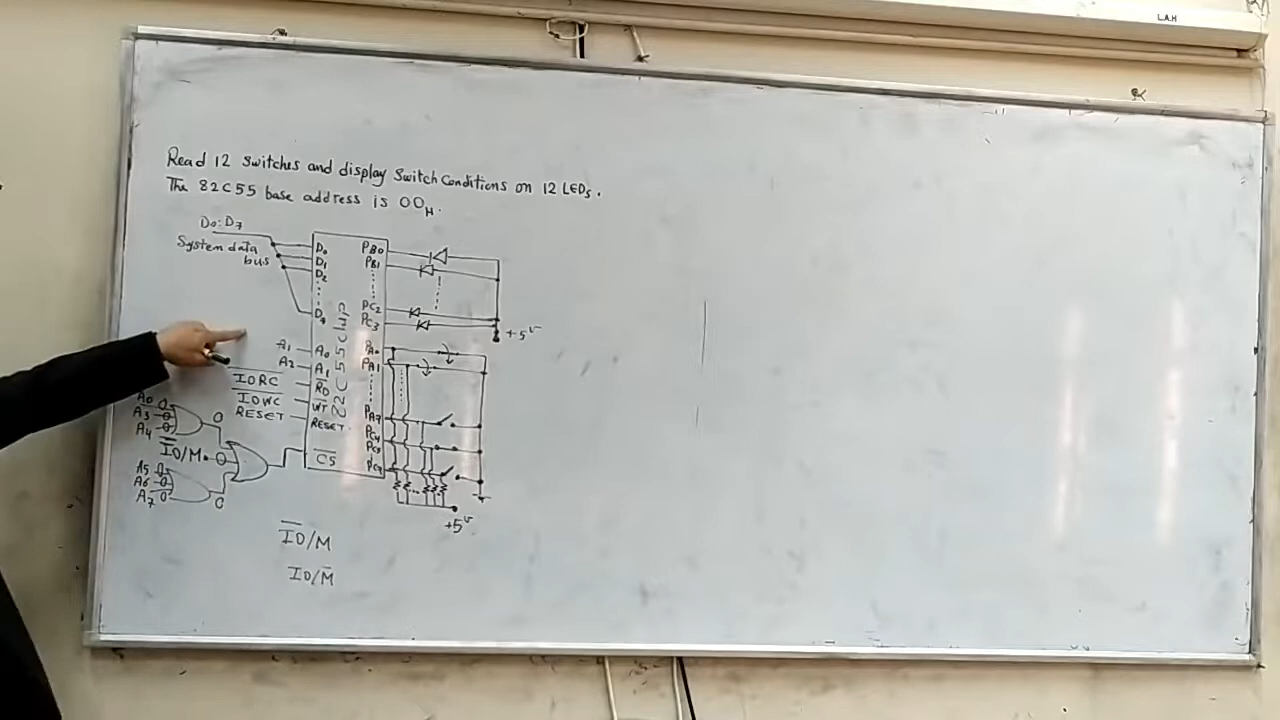 L.A.H
Read 12 switches and display Switch Conditions on 12 LEDs.
The 82C55 base address is 00H.
D0:D7
System data bus
D0
D1
D2
D7
PB0
PB1
PC2
PC3
+5V
A1
A0
PA0
A2
A1
PA1
IORC
RD
IOWC
WT
PA7
RESET
RESET
PC4
PC5
A0
A3
A4
0
IO/M
CS
A5
A6
A7
0
+5V
IO/M
IO/M